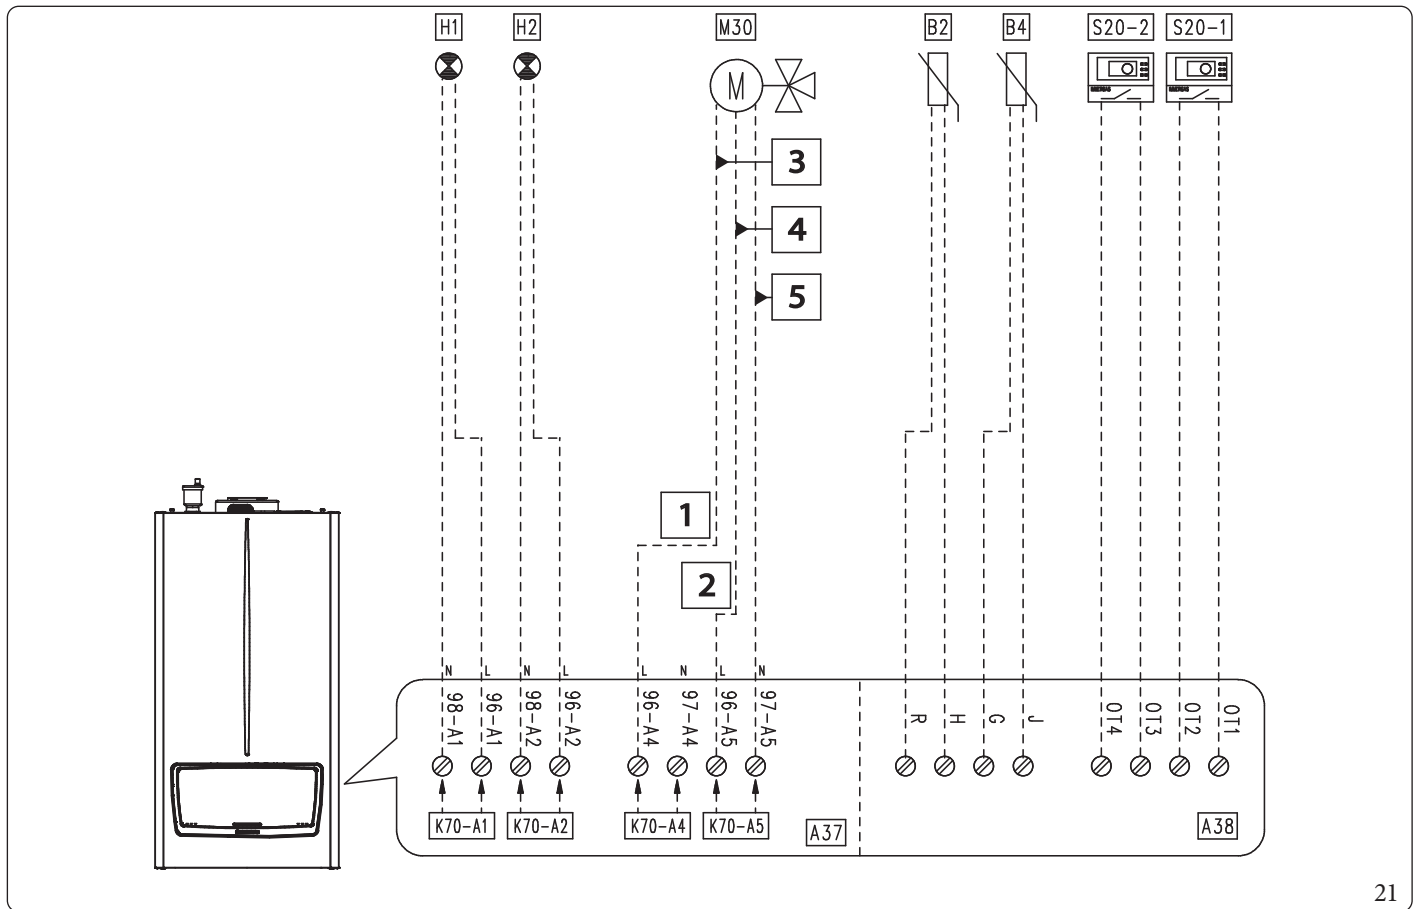 H1 H2 M30 B2 B4 S20-2 S20-1
M
3
4
5
1
2
N L N L L N L N
98-A1 96-A1 98-A2 96-A2 96-A4 97-A4 96-A5 97-A5 R H G J OT4 OT3 OT2 OT1
K70-A1 K70-A2 K70-A4 K70-A5 A37 A38
21